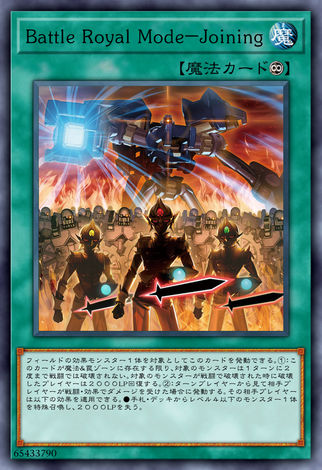 Battle Royal Mode－Joining
魔
【魔法カード】
フィールドの効果モンスター１体を対象としてこのカードを発動できる。①：こ
のカードが魔法&罠ゾーンに存在する限り、対象のモンスターは１ターンに２
度まで戦闘では破壊されない。対象のモンスターが戦闘で破壊された時に破壊
したプレイヤーは２０００LP回復する。②：ターンプレイヤーから見て相手プ
レイヤーが戦闘・効果でダメージを受けた場合に発動する。その相手プレイヤー
は以下の効果を適用できる。●手札・デッキからレベル４以下のモンスター１体
を特殊召喚し、２０００LPを失う。
65433790